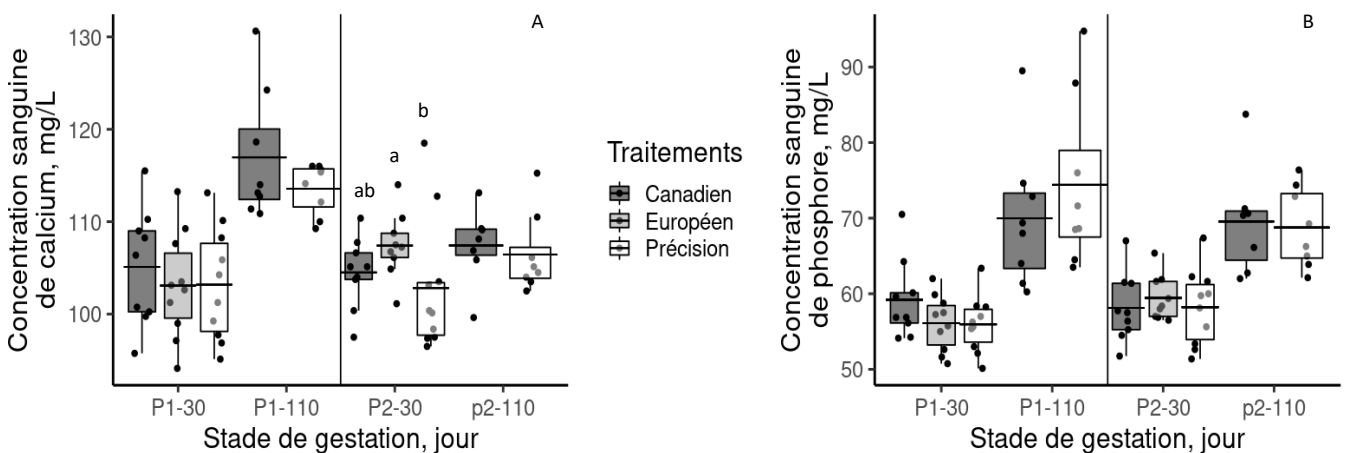 A
130
120
110
100
Concentration sanguine
de calcium, mg/L
ab
a
b
P1-30
P1-110
P2-30
p2-110
Stade de gestation, jour
Traitements
Canadien
Européen
Précision
B
90
80
70
60
50
Concentration sanguine
de phosphore, mg/L
P1-30
P1-110
P2-30
p2-110
Stade de gestation, jour